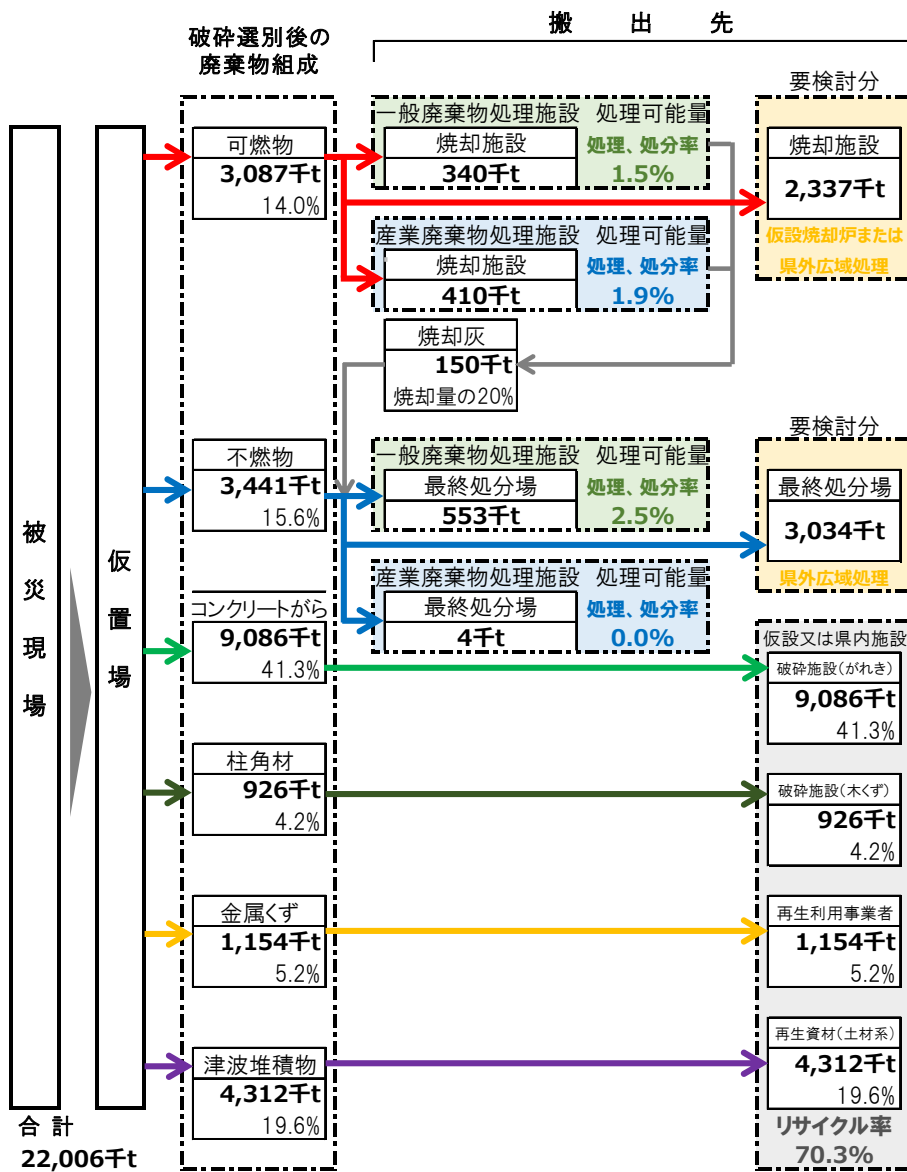 搬 出 先
破砕選別後の
廃棄物組成
要検討分
一般廃棄物処理施設 処理可能量
可燃物
3,087千t
14.0%
焼却施設
340千t
処理、処分率
1.5%
焼却施設
2,337千t
仮設焼却炉または
県外広域処理
産業廃棄物処理施設 処理可能量
焼却施設
410千t
処理、処分率
1.9%
焼却灰
150千t
焼却量の20%
要検討分
一般廃棄物処理施設 処理可能量
不燃物
3,441千t
15.6%
最終処分場
553千t
処理、処分率
2.5%
最終処分場
3,034千t
県外広域処理
産業廃棄物処理施設 処理可能量
最終処分場
4千t
処理、処分率
0.0%
被災現場
仮置場
コンクリートがら
9,086千t
41.3%
仮設又は県内施設
破砕施設(がれき)
9,086千t
41.3%
柱角材
926千t
4.2%
破砕施設(木くず)
926千t
4.2%
金属くず
1,154千t
5.2%
再生利用事業者
1,154千t
5.2%
津波堆積物
4,312千t
19.6%
再生資材(土材系)
4,312千t
19.6%
リサイクル率
70.3%
合 計
22,006千t